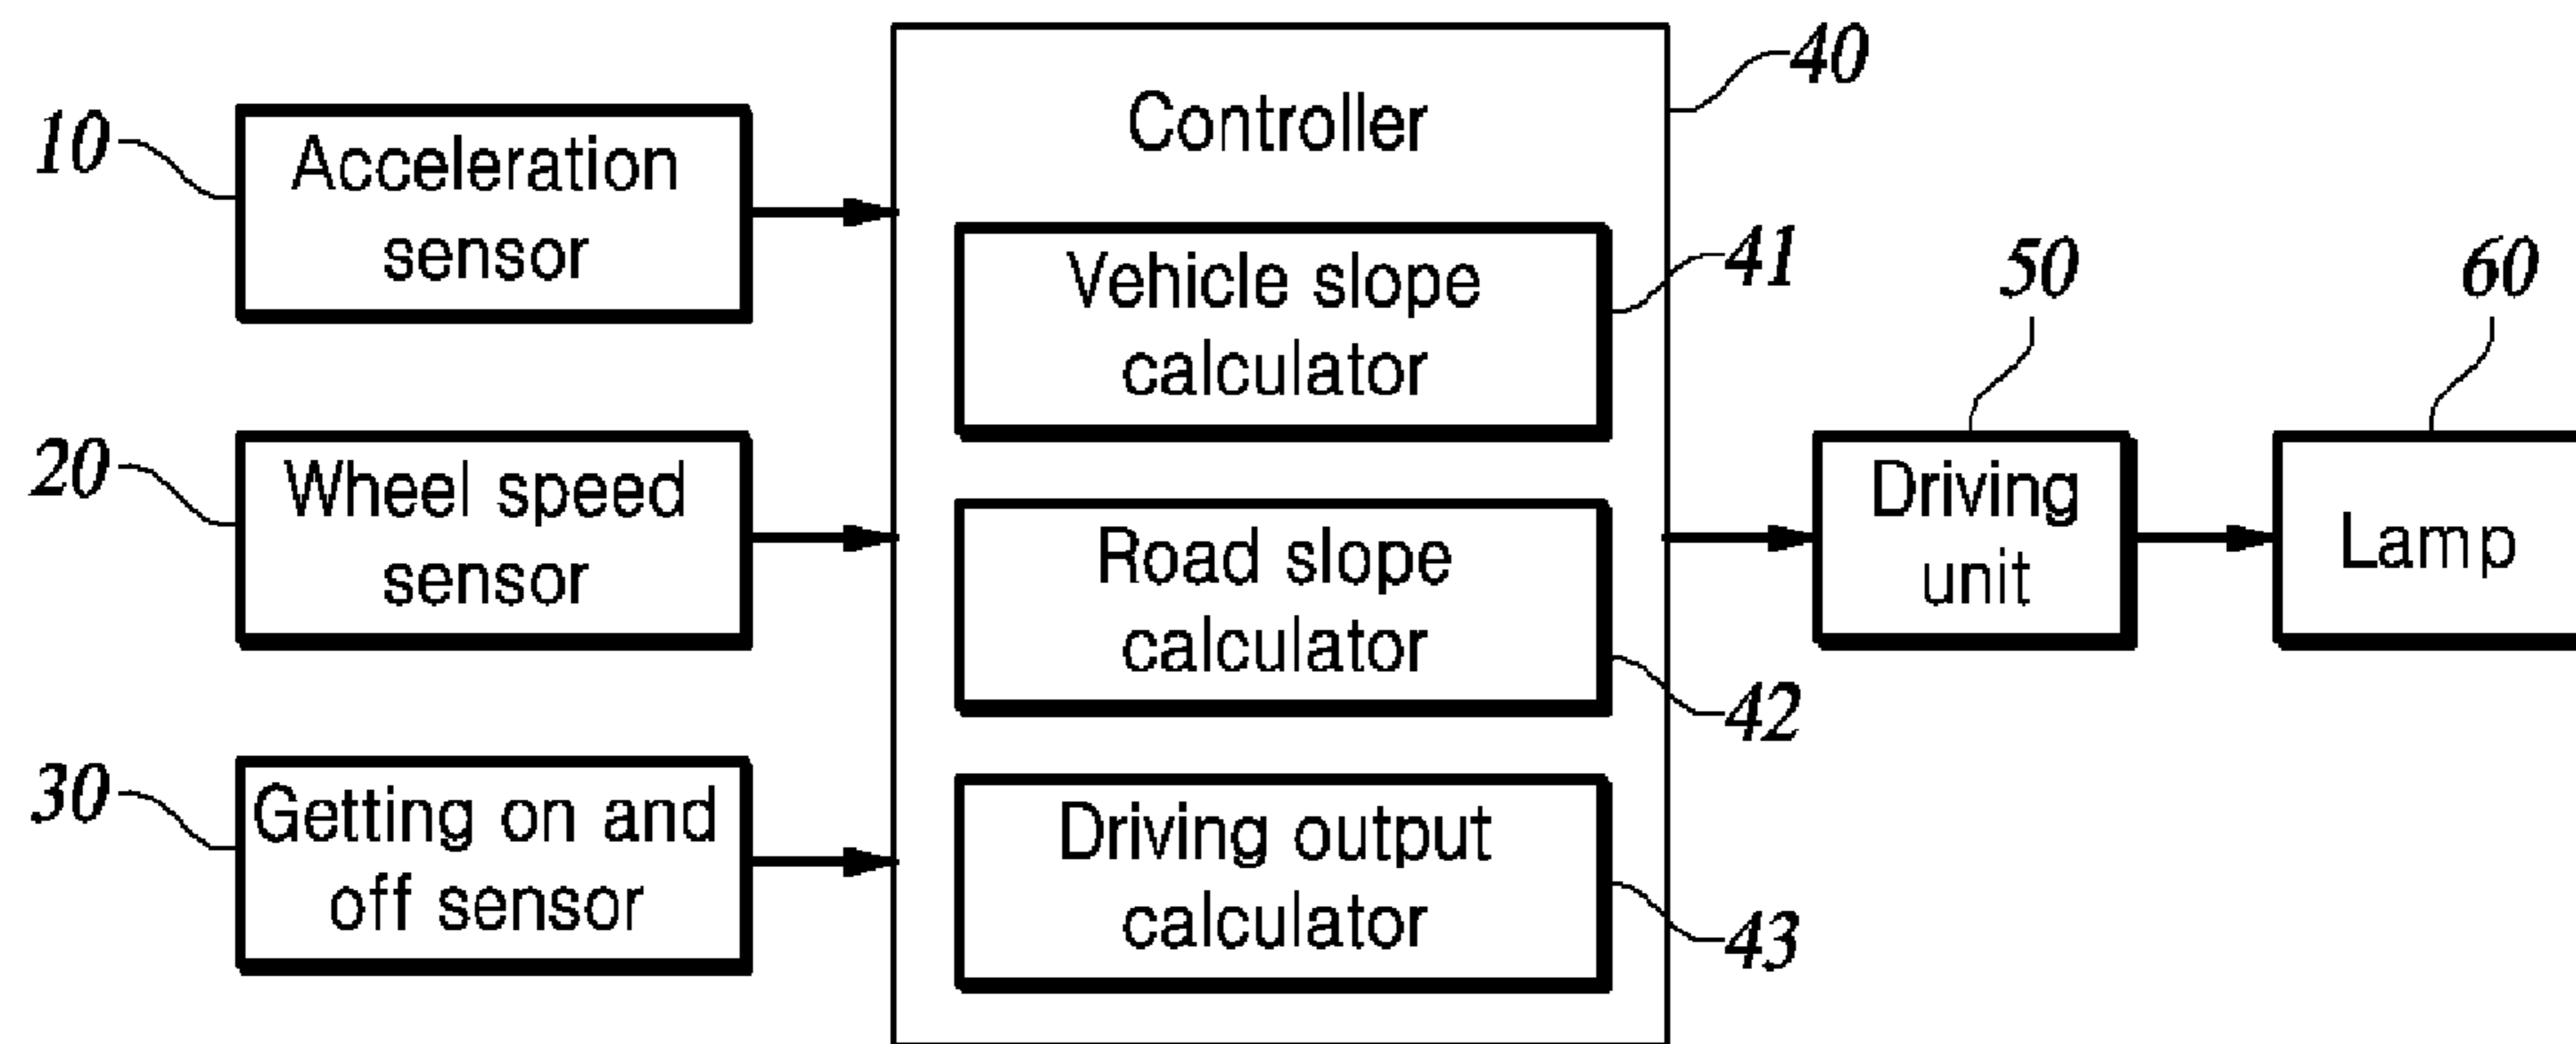 10
Acceleration
sensor
20
Wheel speed
sensor
30
Getting on and
off sensor
40
Controller
41
Vehicle slope
calculator
42
Road slope
calculator
43
Driving output
calculator
50
Driving
unit
60
Lamp